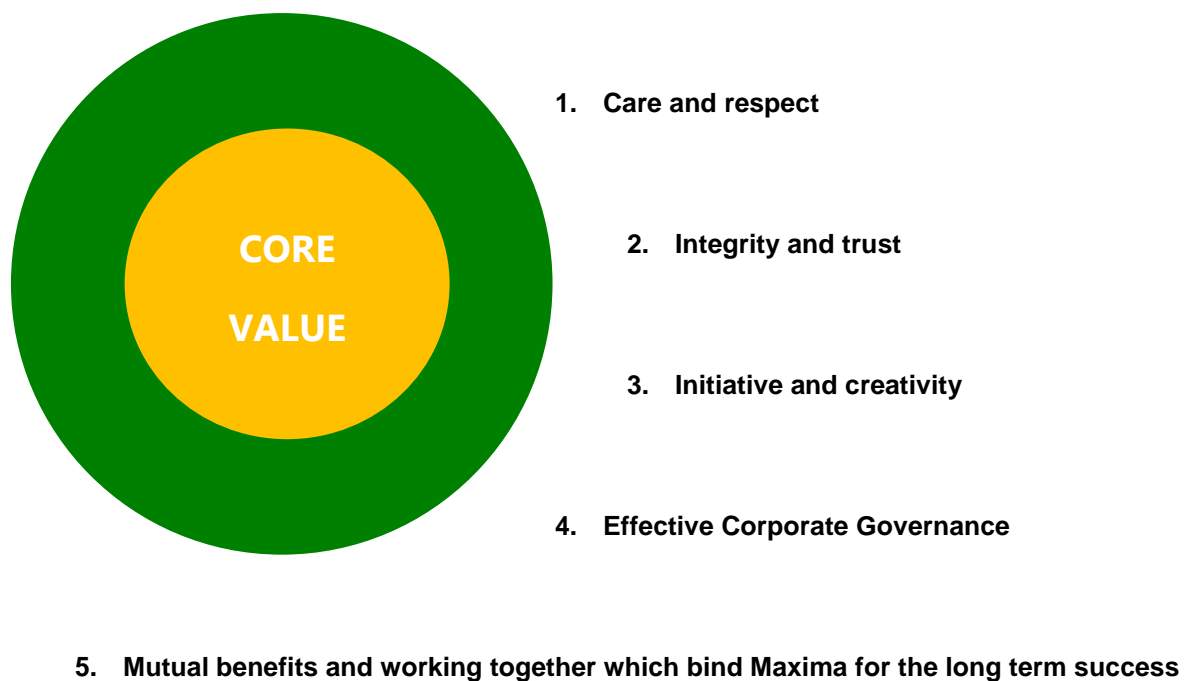 CORE
VALUE
1. Care and respect
2. Integrity and trust
3. Initiative and creativity
4. Effective Corporate Governance
5. Mutual benefits and working together which bind Maxima for the long term success